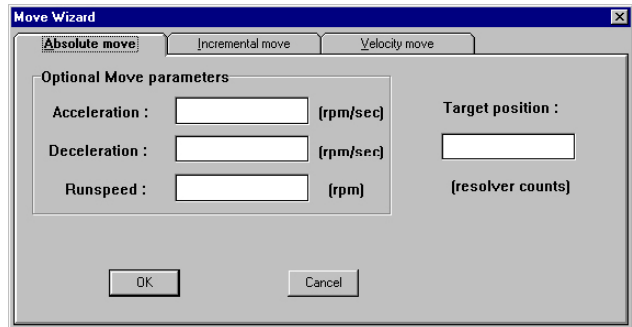 Move Wizard
Absolute move
Incremental move
Velocity move
Optional Move parameters
Acceleration :
(rpm/sec)
Deceleration :
(rpm/sec)
Runspeed :
(rpm)
Target position :
(resolver counts)
OK
Cancel